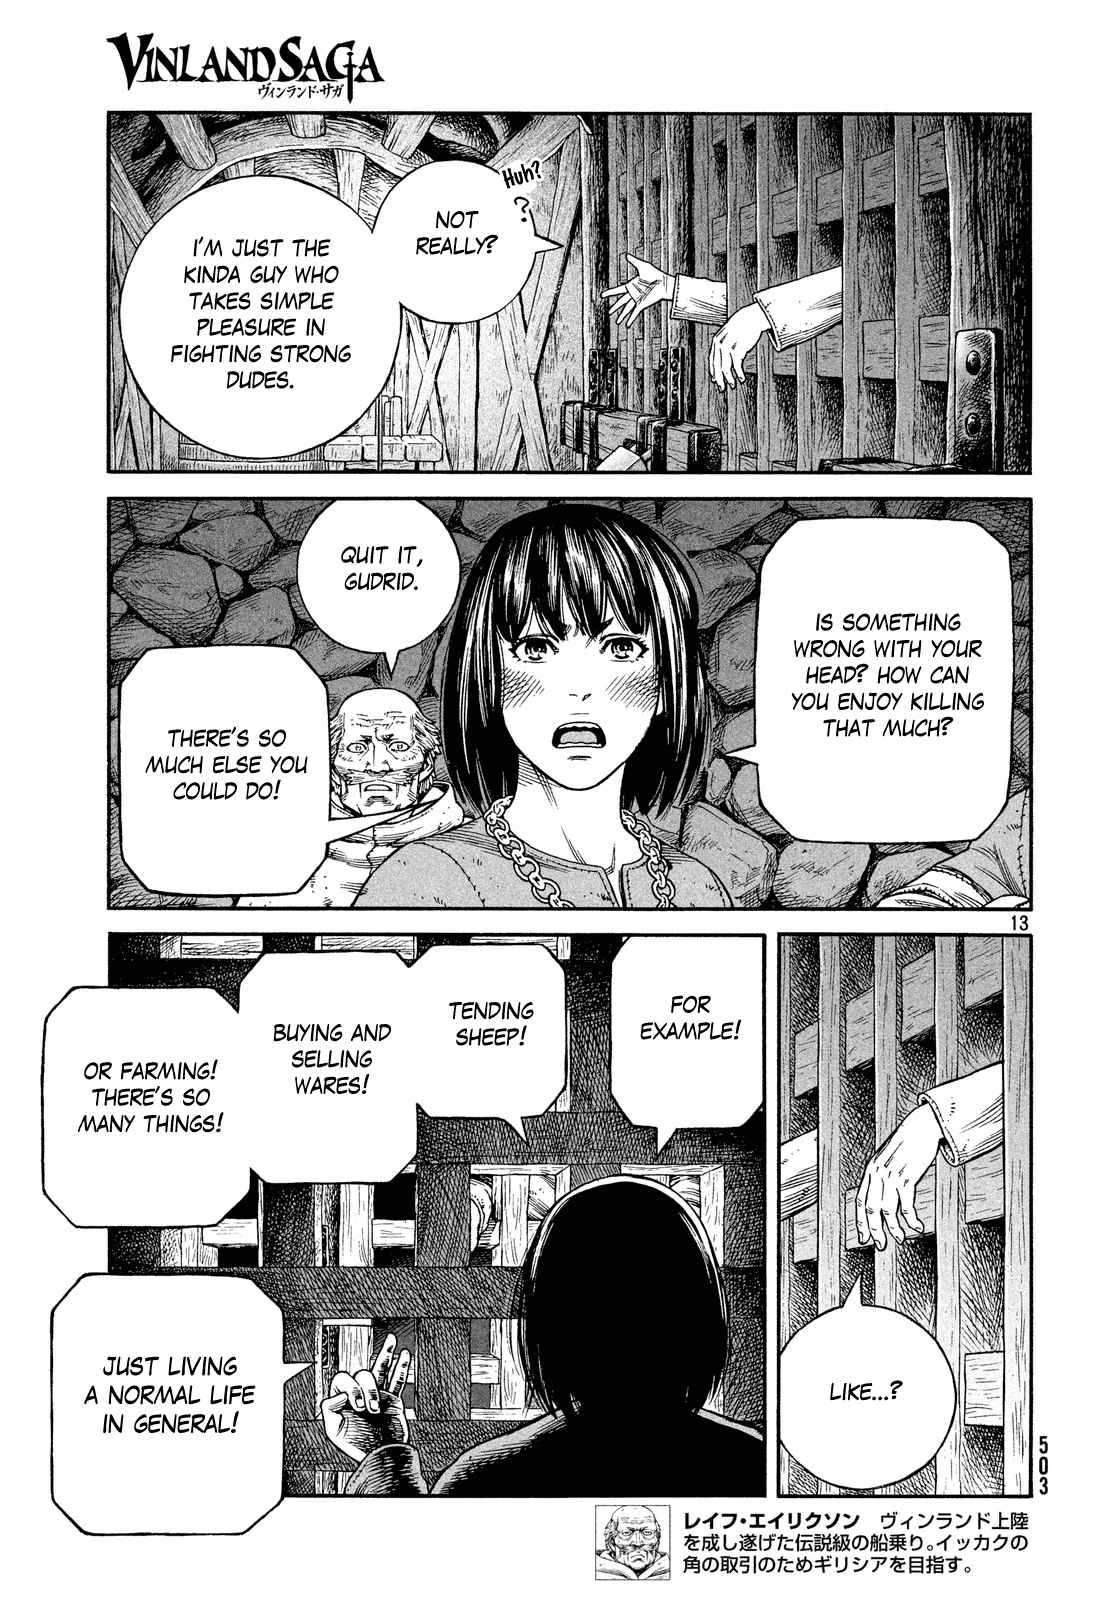 VINLAND SAGA
ヴィンランド・サガ
Huh?
?
NOT
REALLY?
I'M JUST THE
KINDA GUY WHO
TAKES SIMPLE
PLEASURE IN
FIGHTING STRONG
DUDES.
IS SOMETHING
WRONG WITH YOUR
HEAD? HOW CAN
YOU ENJOY KILLING
THAT MUCH?
QUIT IT,
GUDRID.
THERE'S SO
MUCH ELSE YOU
COULD DO!
13
LIKE...?
FOR
EXAMPLE!
TENDING
SHEEP!
BUYING AND
SELLING
WARES!
OR FARMING!
THERE'S SO
MANY THINGS!
JUST LIVING
A NORMAL LIFE
IN GENERAL!
503
レイフ・エイリクソン ヴィンランド上陸
を成し遂げた伝説級の船乗り。イッカクの
角の取引のためギリシアを目指す。